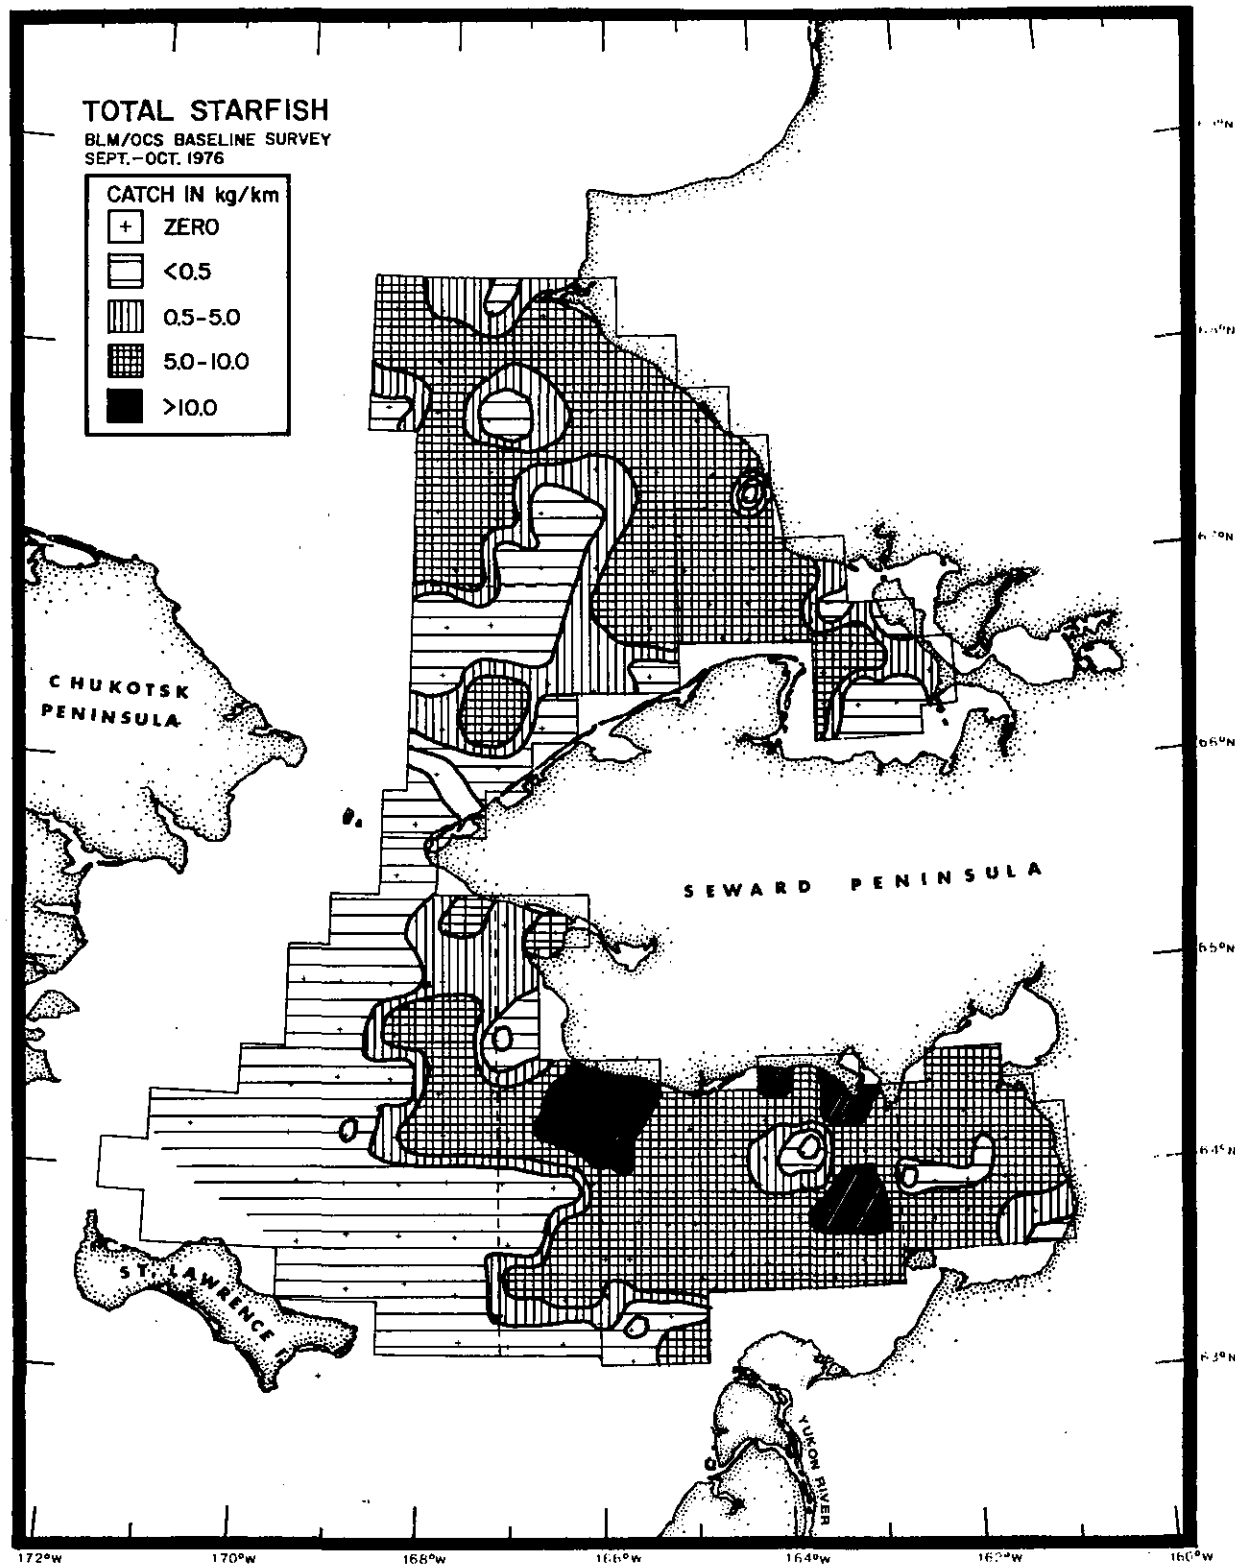 TOTAL STARFISH
BLM/OCS BASELINE SURVEY
SEPT.-OCT. 1976
CATCH IN kg/km
+ ZERO
<0.5
0.5-5.0
5.0-10.0
>10.0
67°N
CHUKOTSK
PENINSULA
66°N
SEWARD PENINSULA
65°N
64°N
ST. LAWRENCE I.
63°N
YUKON RIVER
172°W 170°W 168°W 166°W 164°W 162°W 160°W